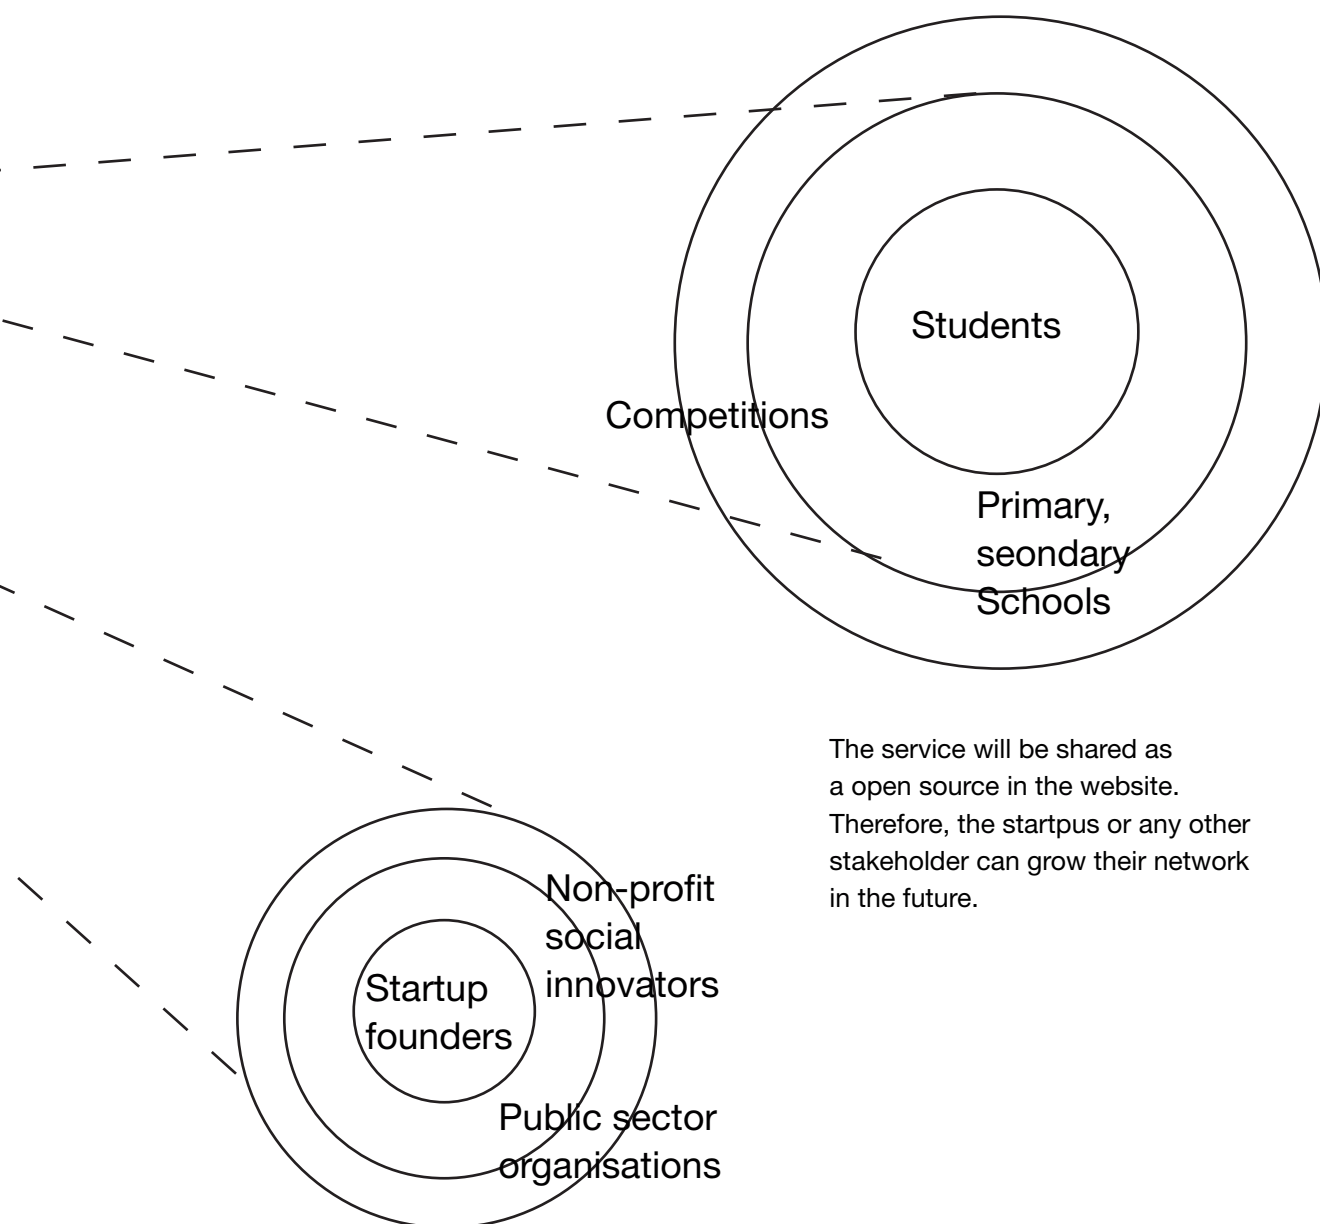 Students
Competitions
Primary,
seondary
Schools
The service will be shared as
a open source in the website.
Therefore, the startpus or any other
stakeholder can grow their network
in the future.
Non-profit
social
innovators
Startup
founders
Public sector
organisations